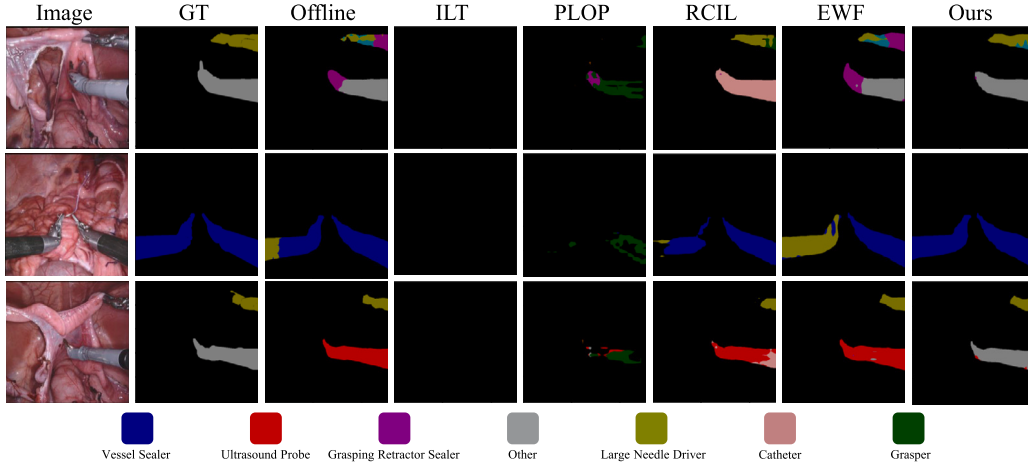 Image GT Offline ILT PLOP RCIL EWF Ours
Vessel Sealer Ultrasound Probe Grasping Retractor Sealer Other Large Needle Driver Catheter Grasper